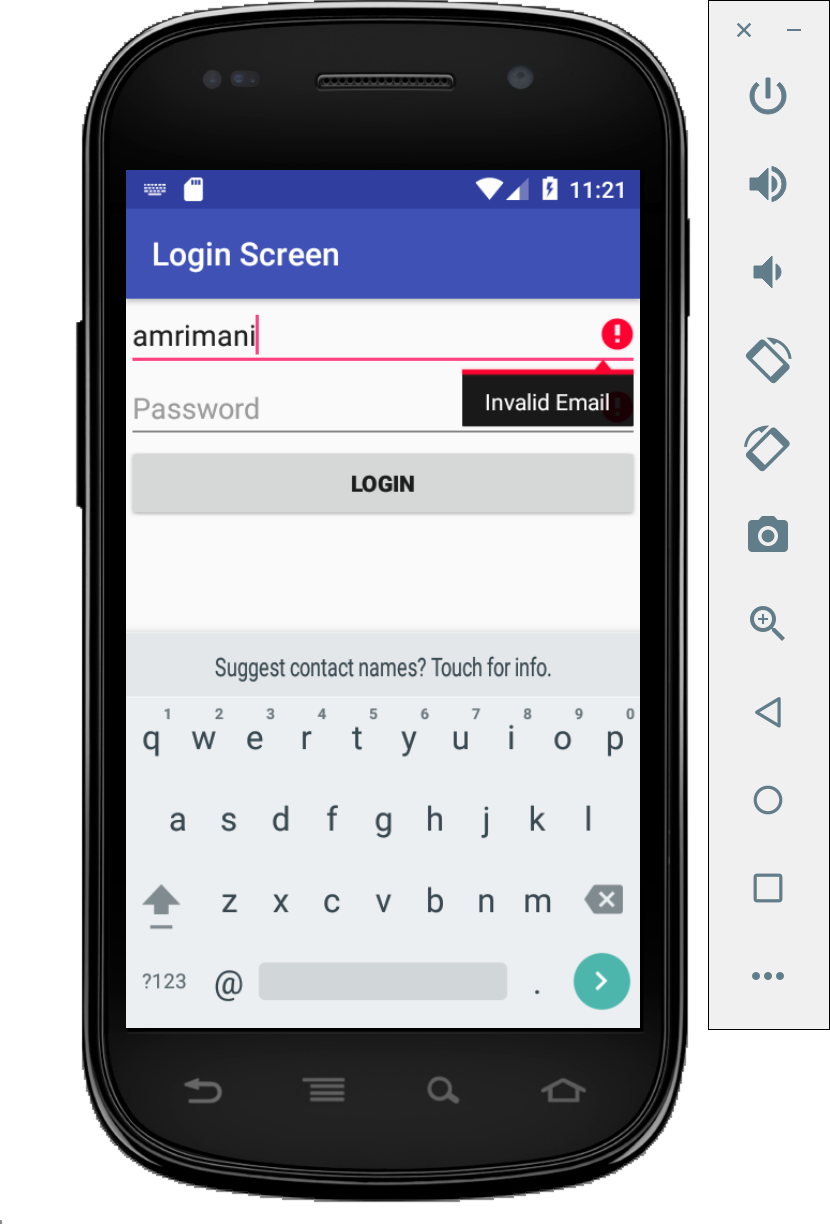 11:21
Login Screen
amrimani
Password
Invalid Email
LOGIN
Suggest contact names? Touch for info.
1 2 3 4 5 6 7 8 9 0
q w e r t y u i o p
a s d f g h j k l
z x c v b n m
?123 @ .